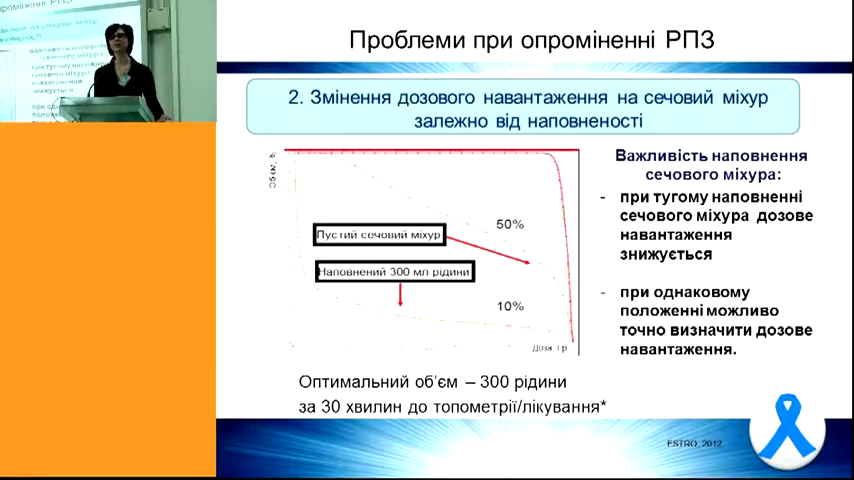 Проблеми при опроміненні РПЗ
2. Змінення дозового навантаження на сечовий міхур
залежно від наповненості
Об'єм, %
50%
Пустий сечовий міхур
Наповнений 300 мл рідини
10%
Доза, Гр
Важливість наповнення
сечового міхура:
- при тугому наповненні
сечового міхура дозове
навантаження
знижується
- при однаковому
положенні можливо
точно визначити дозове
навантаження.
Оптимальний об'єм – 300 рідини
за 30 хвилин до топометрії/лікування*
ESTRO, 2012